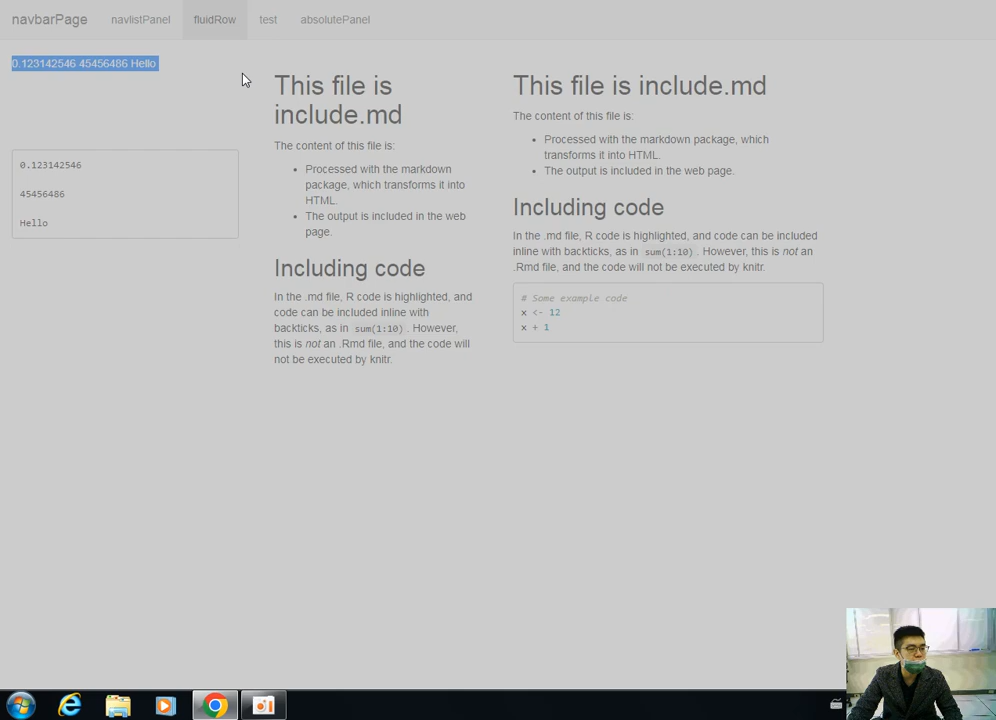 navbarPage navlistPanel fluidRow test absolutePanel
0.123142546 45456486 Hello
0.123142546
45456486
Hello
This file is
include.md
The content of this file is:
Processed with the markdown
package, which transforms it into
HTML.
The output is included in the web
page.
Including code
In the .md file, R code is highlighted, and
code can be included inline with
backticks, as in sum(1:10) . However,
this is not an .Rmd file, and the code will
not be executed by knitr.
This file is include.md
The content of this file is:
Processed with the markdown package, which
transforms it into HTML.
The output is included in the web page.
Including code
In the .md file, R code is highlighted, and code can be included
inline with backticks, as in sum(1:10) . However, this is not an
.Rmd file, and the code will not be executed by knitr.
# Some example code
x <- 12
x + 1